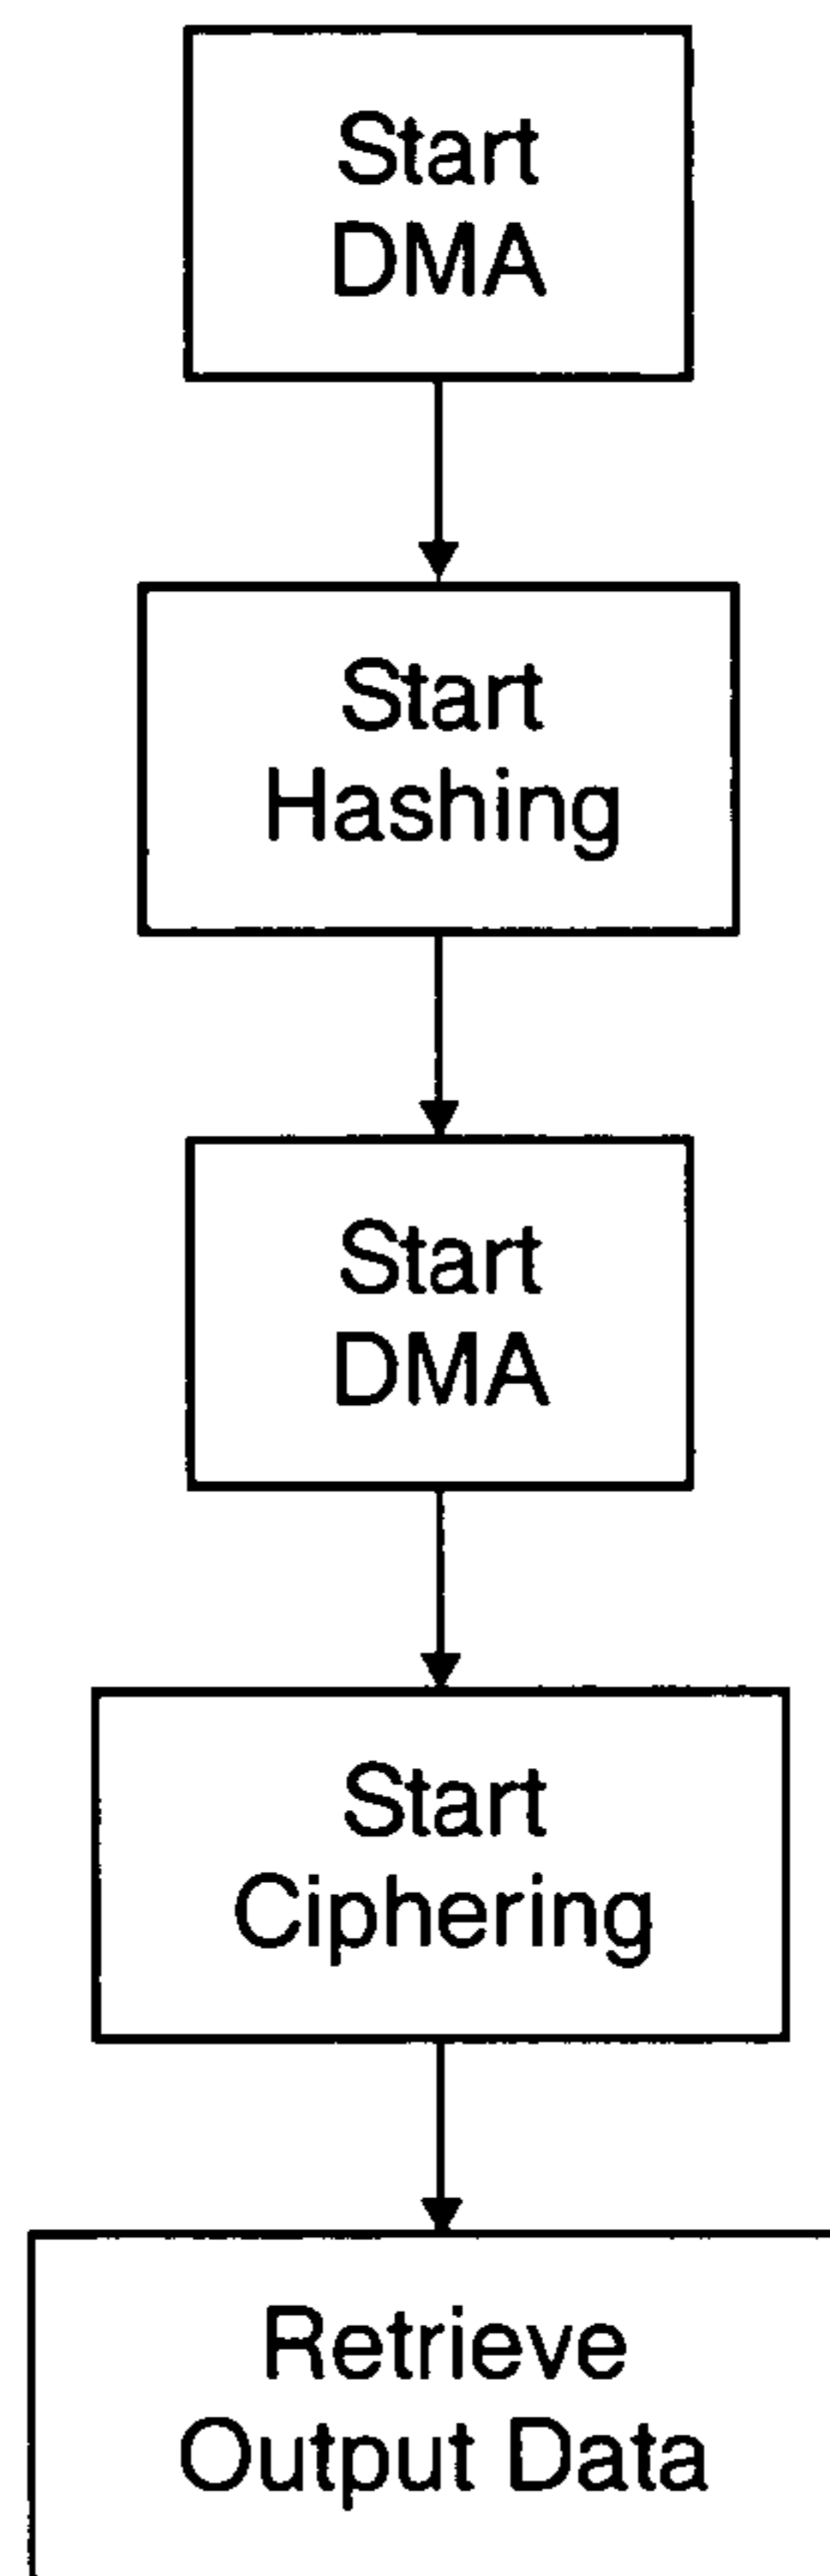 Start
DMA
Start
Hashing
Start
DMA
Start
Ciphering
Retrieve
Output Data